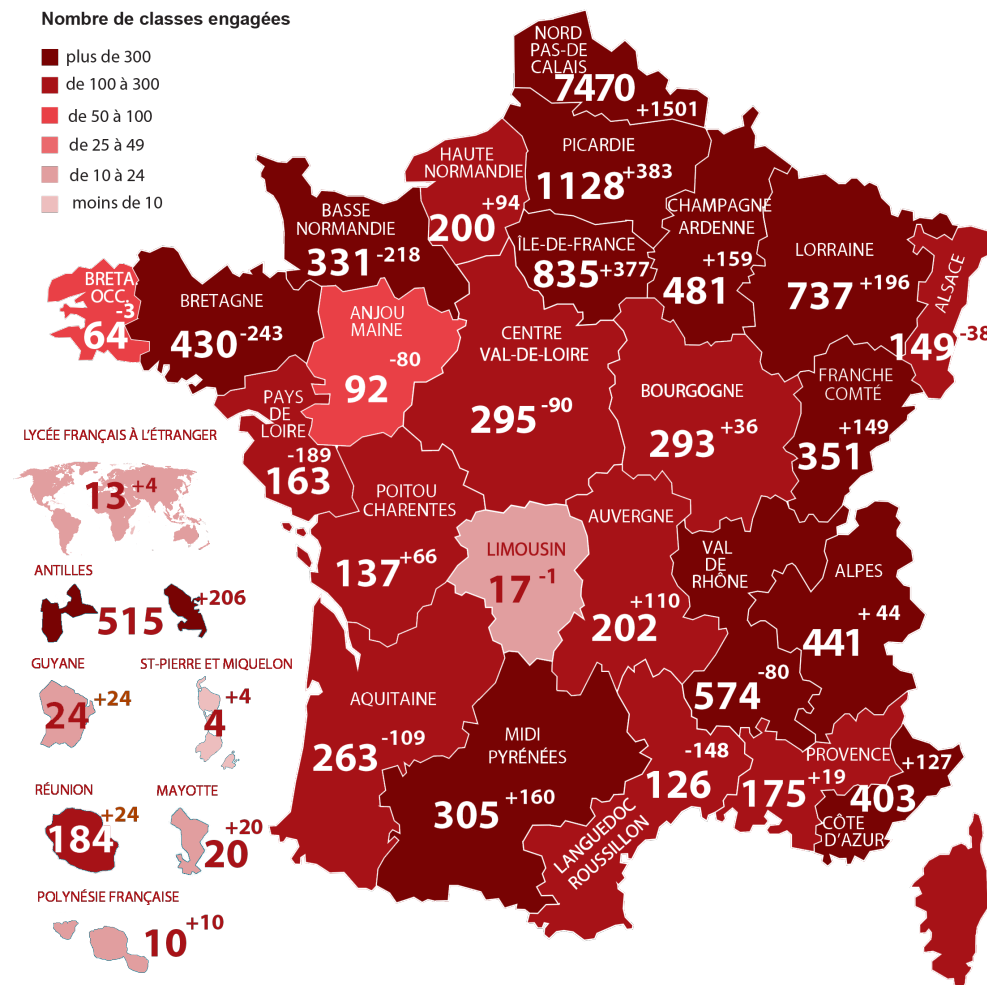 Nombre de classes engagées
plus de 300
de 100 à 300
de 50 à 100
de 25 à 49
de 10 à 24
moins de 10
NORD
PAS-DE
CALAIS
7470
+1501
PICARDIE
1128 +383
HAUTE
NORMANDIE
+94
200
BASSE
NORMANDIE
331 -218
ÎLE-DE-FRANCE
835 +377
CHAMPAGNE
ARDENNE
+159
481
LORRAINE
737 +196
ALSACE
149 -38
BRETA.
OCC.
-3
64
BRETAGNE
430 -243
ANJOU
MAINE
-80
92
CENTRE
VAL-DE-LOIRE
295 -90
BOURGOGNE
293 +36
FRANCHE
COMTÉ
+149
351
PAYS
DE
LOIRE
-189
163
POITOU
CHARENTES
137 +66
LIMOUSIN
17 -1
AUVERGNE
+110
202
VAL
DE
RHÔNE
-80
574
ALPES
+ 44
441
AQUITAINE
263 -109
MIDI
PYRÉNÉES
305 +160
LANGUEDOC
ROUSSILLON
-148
126
PROVENCE
175 +19
+127
403
CÔTE
D'AZUR
LYCÉE FRANÇAIS À L'ÉTRANGER
13 +4
ANTILLES
515 +206
GUYANE
24 +24
ST-PIERRE ET MIQUELON
+4
4
RÉUNION
184 +24
MAYOTTE
+20
20
POLYNÉSIE FRANÇAISE
10 +10